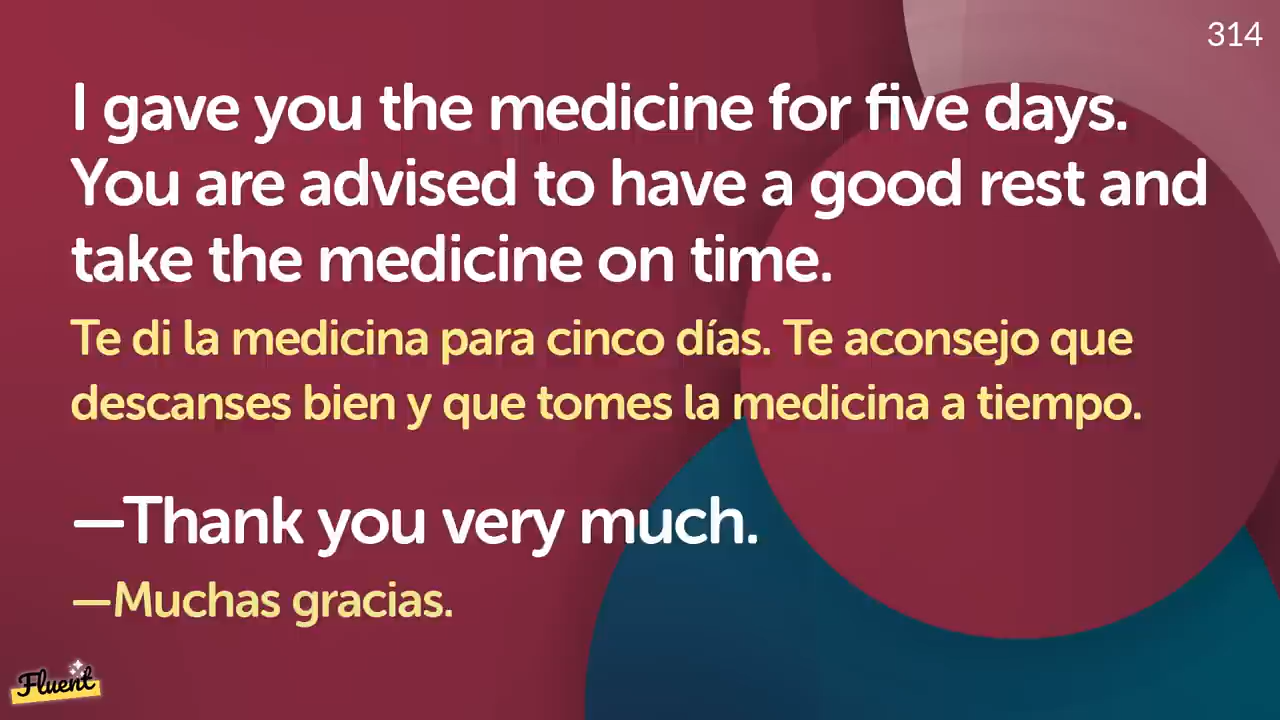 314
I gave you the medicine for five days.
You are advised to have a good rest and
take the medicine on time.
Te di la medicina para cinco días. Te aconsejo que
descanses bien y que tomes la medicina a tiempo.
—Thank you very much.
—Muchas gracias.
Fluent